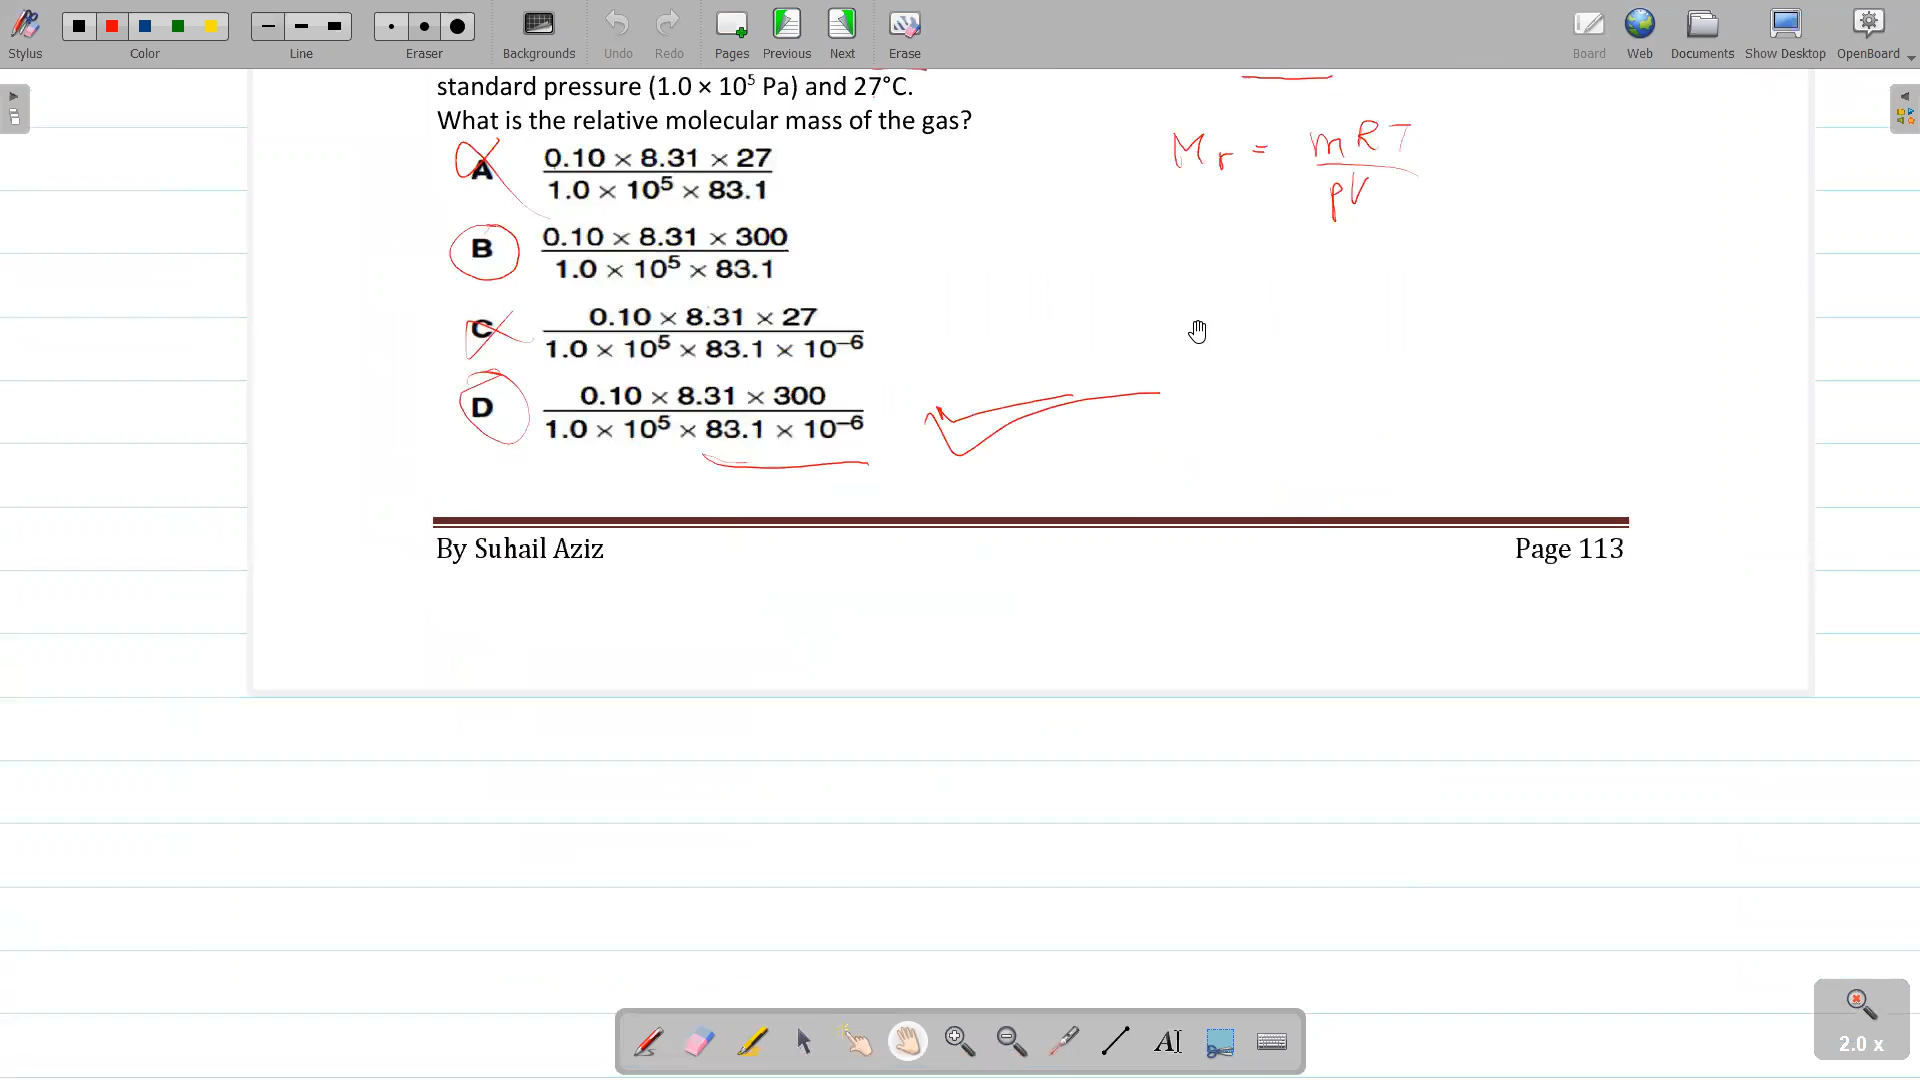 Stylus
Color
Line
Eraser
Backgrounds
Undo
Redo
Pages
Previous
Next
Erase
Board
Web
Documents
Show Desktop
OpenBoard
standard pressure (1.0 × 10⁵ Pa) and 27°C.
What is the relative molecular mass of the gas?
A 0.10 × 8.31 × 27
1.0 × 10⁵ × 83.1
B 0.10 × 8.31 × 300
1.0 × 10⁵ × 83.1
C 0.10 × 8.31 × 27
1.0 × 10⁵ × 83.1 × 10⁻⁶
D 0.10 × 8.31 × 300
1.0 × 10⁵ × 83.1 × 10⁻⁶
Mr = mRT
pV
By Suhail Aziz
Page 113
2.0 x